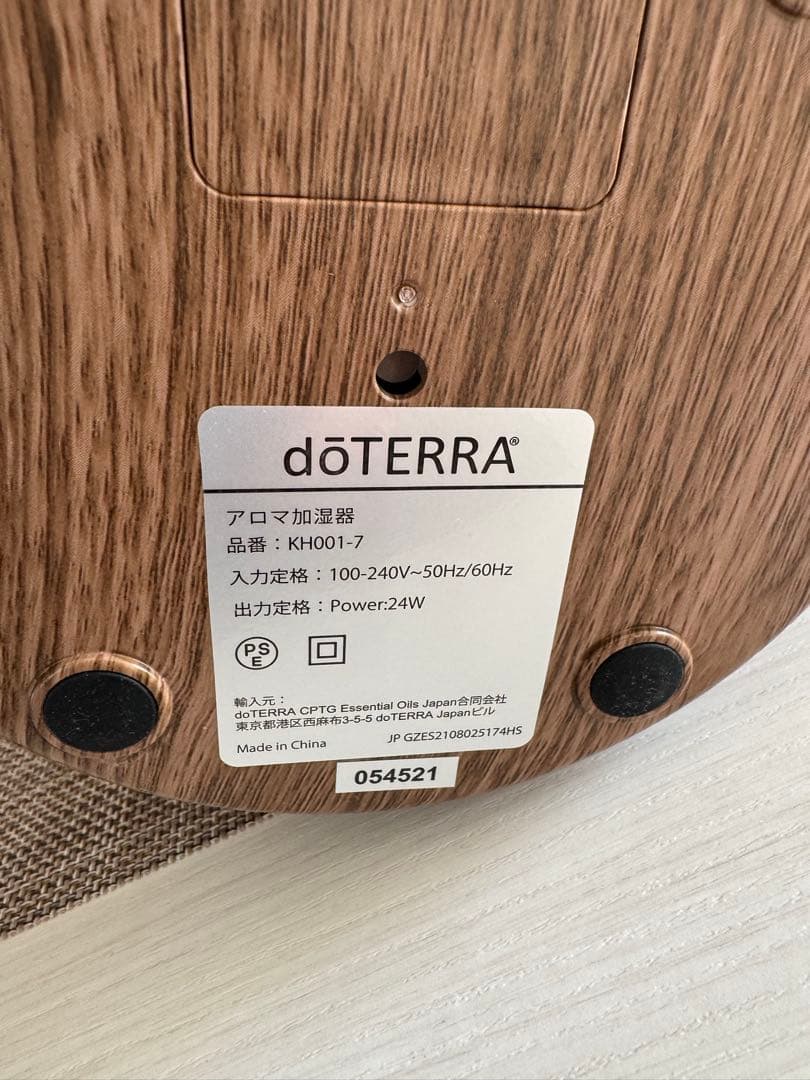 dōTERRA®
アロマ加湿器
品番：KH001-7
入力定格：100-240V~50Hz/60Hz
出力定格：Power:24W
PSE
輸入元：
doTERRA CPTG Essential Oils Japan合同会社
東京都港区西麻布3-5-5 doTERRA Japanビル
Made in China JP GZES2108025174HS
054521